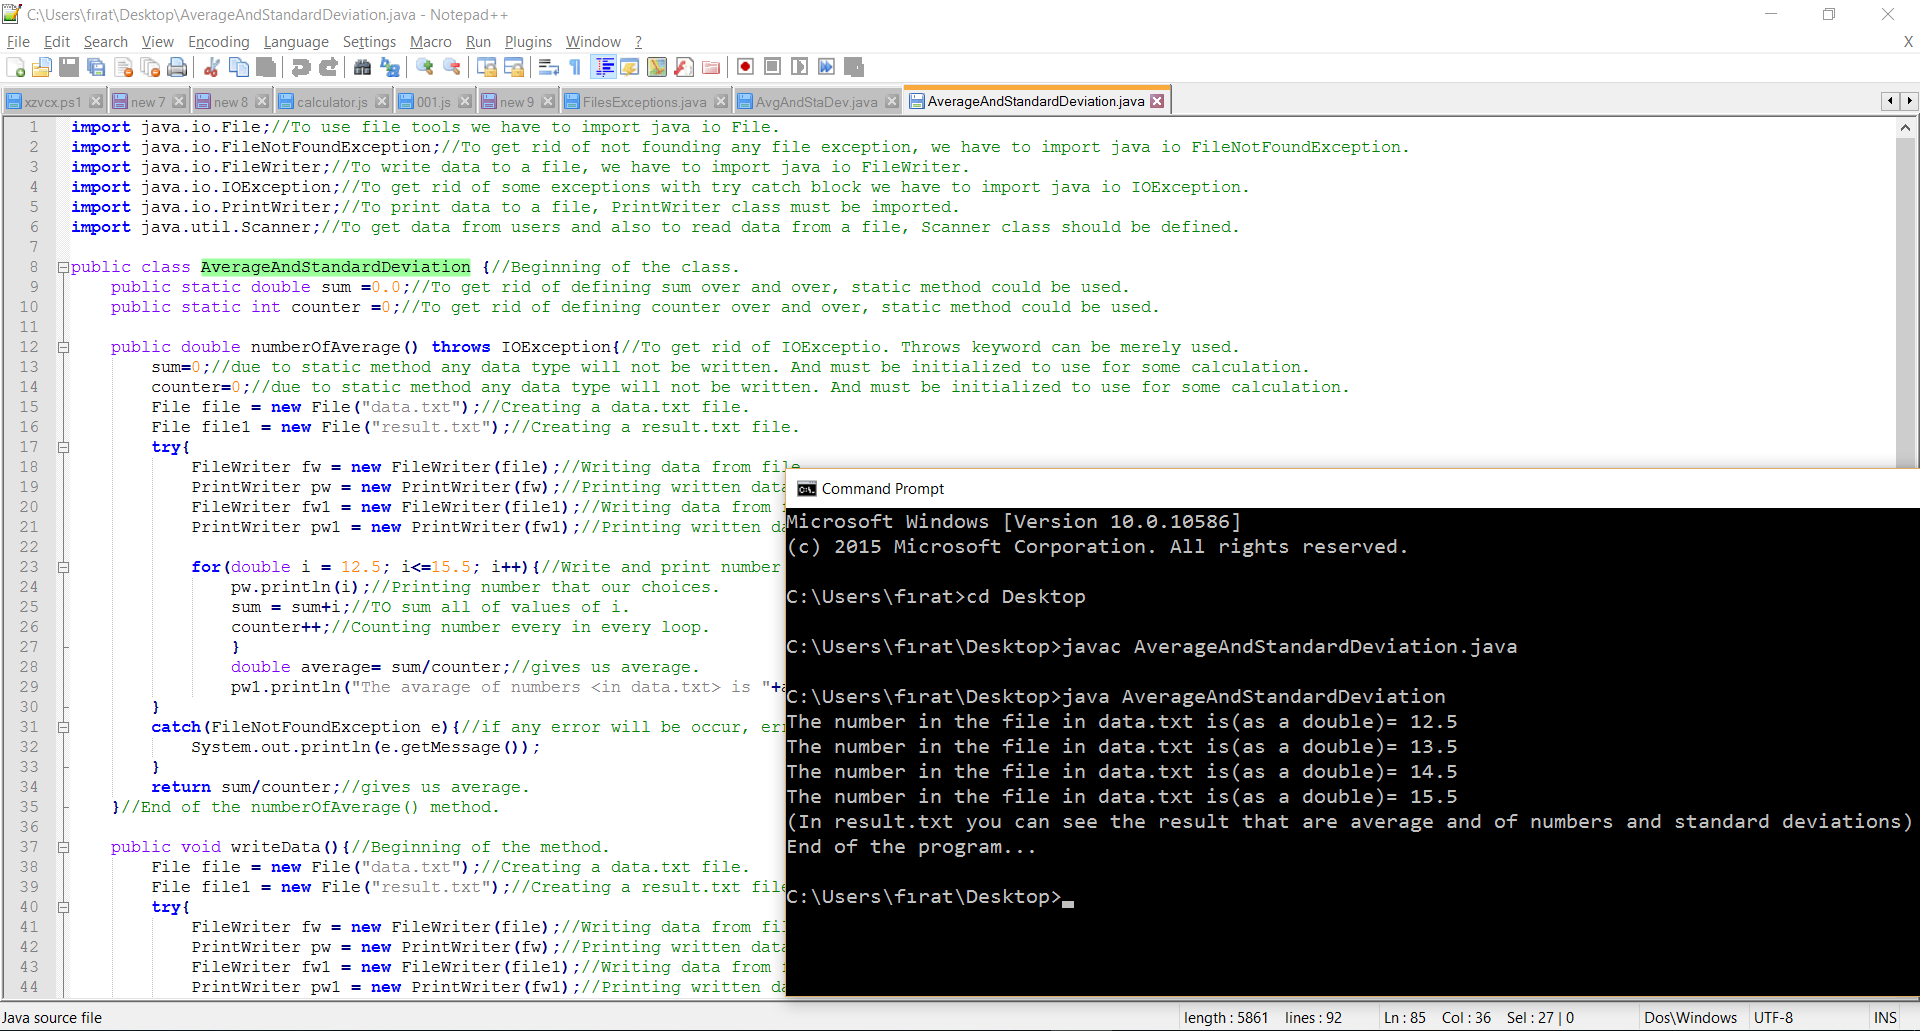 C:\Users\fırat\Desktop\AverageAndStandardDeviation.java - Notepad++
File Edit Search View Encoding Language Settings Macro Run Plugins Window ? X
xzvcx.ps1 new 7 new 8 calculator.js 001.js new 9 FilesExceptions.java AvgAndStaDev.java AverageAndStandardDeviation.java
1 import java.io.File;//To use file tools we have to import java io File.
2 import java.io.FileNotFoundException;//To get rid of not founding any file exception, we have to import java io FileNotFoundException.
3 import java.io.FileWriter;//To write data to a file, we have to import java io FileWriter.
4 import java.io.IOException;//To get rid of some exceptions with try catch block we have to import java io IOException.
5 import java.io.PrintWriter;//To print data to a file, PrintWriter class must be imported.
6 import java.util.Scanner;//To get data from users and also to read data from a file, Scanner class should be defined.
7
8 public class AverageAndStandardDeviation {//Beginning of the class.
9 public static double sum =0.0;//To get rid of defining sum over and over, static method could be used.
10 public static int counter =0;//To get rid of defining counter over and over, static method could be used.
11
12 public double numberOfAverage() throws IOException{//To get rid of IOExceptio. Throws keyword can be merely used.
13 sum=0;//due to static method any data type will not be written. And must be initialized to use for some calculation.
14 counter=0;//due to static method any data type will not be written. And must be initialized to use for some calculation.
15 File file = new File("data.txt");//Creating a data.txt file.
16 File file1 = new File("result.txt");//Creating a result.txt file.
17 try{
18 FileWriter fw = new FileWriter(file);//Writing data from file
19 PrintWriter pw = new PrintWriter(fw);//Printing written data
20 FileWriter fw1 = new FileWriter(file1);//Writing data from
21 PrintWriter pw1 = new PrintWriter(fw1);//Printing written da
22
23 for(double i = 12.5; i<=15.5; i++){//Write and print number
24 pw.println(i);//Printing number that our choices.
25 sum = sum+i;//TO sum all of values of i.
26 counter++;//Counting number every in every loop.
27 }
28 double average= sum/counter;//gives us average.
29 pw1.println("The avarage of numbers <in data.txt> is "+a
30 }
31 catch(FileNotFoundException e){//if any error will be occur, er
32 System.out.println(e.getMessage());
33 }
34 return sum/counter;//gives us average.
35 }//End of the numberOfAverage() method.
36
37 public void writeData(){//Beginning of the method.
38 File file = new File("data.txt");//Creating a data.txt file.
39 File file1 = new File("result.txt");//Creating a result.txt file
40 try{
41 FileWriter fw = new FileWriter(file);//Writing data from fil
42 PrintWriter pw = new PrintWriter(fw);//Printing written data
43 FileWriter fw1 = new FileWriter(file1);//Writing data from
44 PrintWriter pw1 = new PrintWriter(fw1);//Printing written da
Command Prompt
Microsoft Windows [Version 10.0.10586]
(c) 2015 Microsoft Corporation. All rights reserved.
C:\Users\fırat>cd Desktop
C:\Users\fırat\Desktop>javac AverageAndStandardDeviation.java
C:\Users\fırat\Desktop>java AverageAndStandardDeviation
The number in the file in data.txt is(as a double)= 12.5
The number in the file in data.txt is(as a double)= 13.5
The number in the file in data.txt is(as a double)= 14.5
The number in the file in data.txt is(as a double)= 15.5
(In result.txt you can see the result that are average and of numbers and standard deviations)
End of the program...
C:\Users\fırat\Desktop>
Java source file length : 5861 lines : 92 Ln : 85 Col : 36 Sel : 27 | 0 Dos\Windows UTF-8 INS